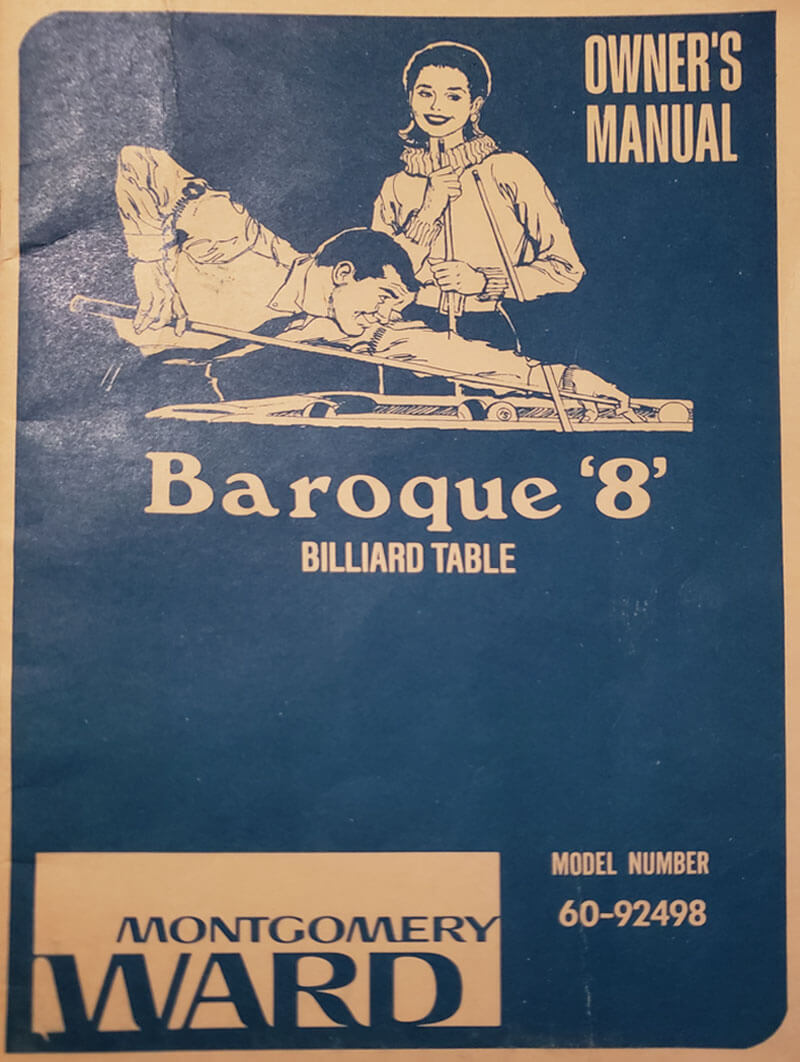 OWNER'S
MANUAL
Baroque ‘8’
BILLIARD TABLE
MODEL NUMBER
60-92498
MONTGOMERY
WARD